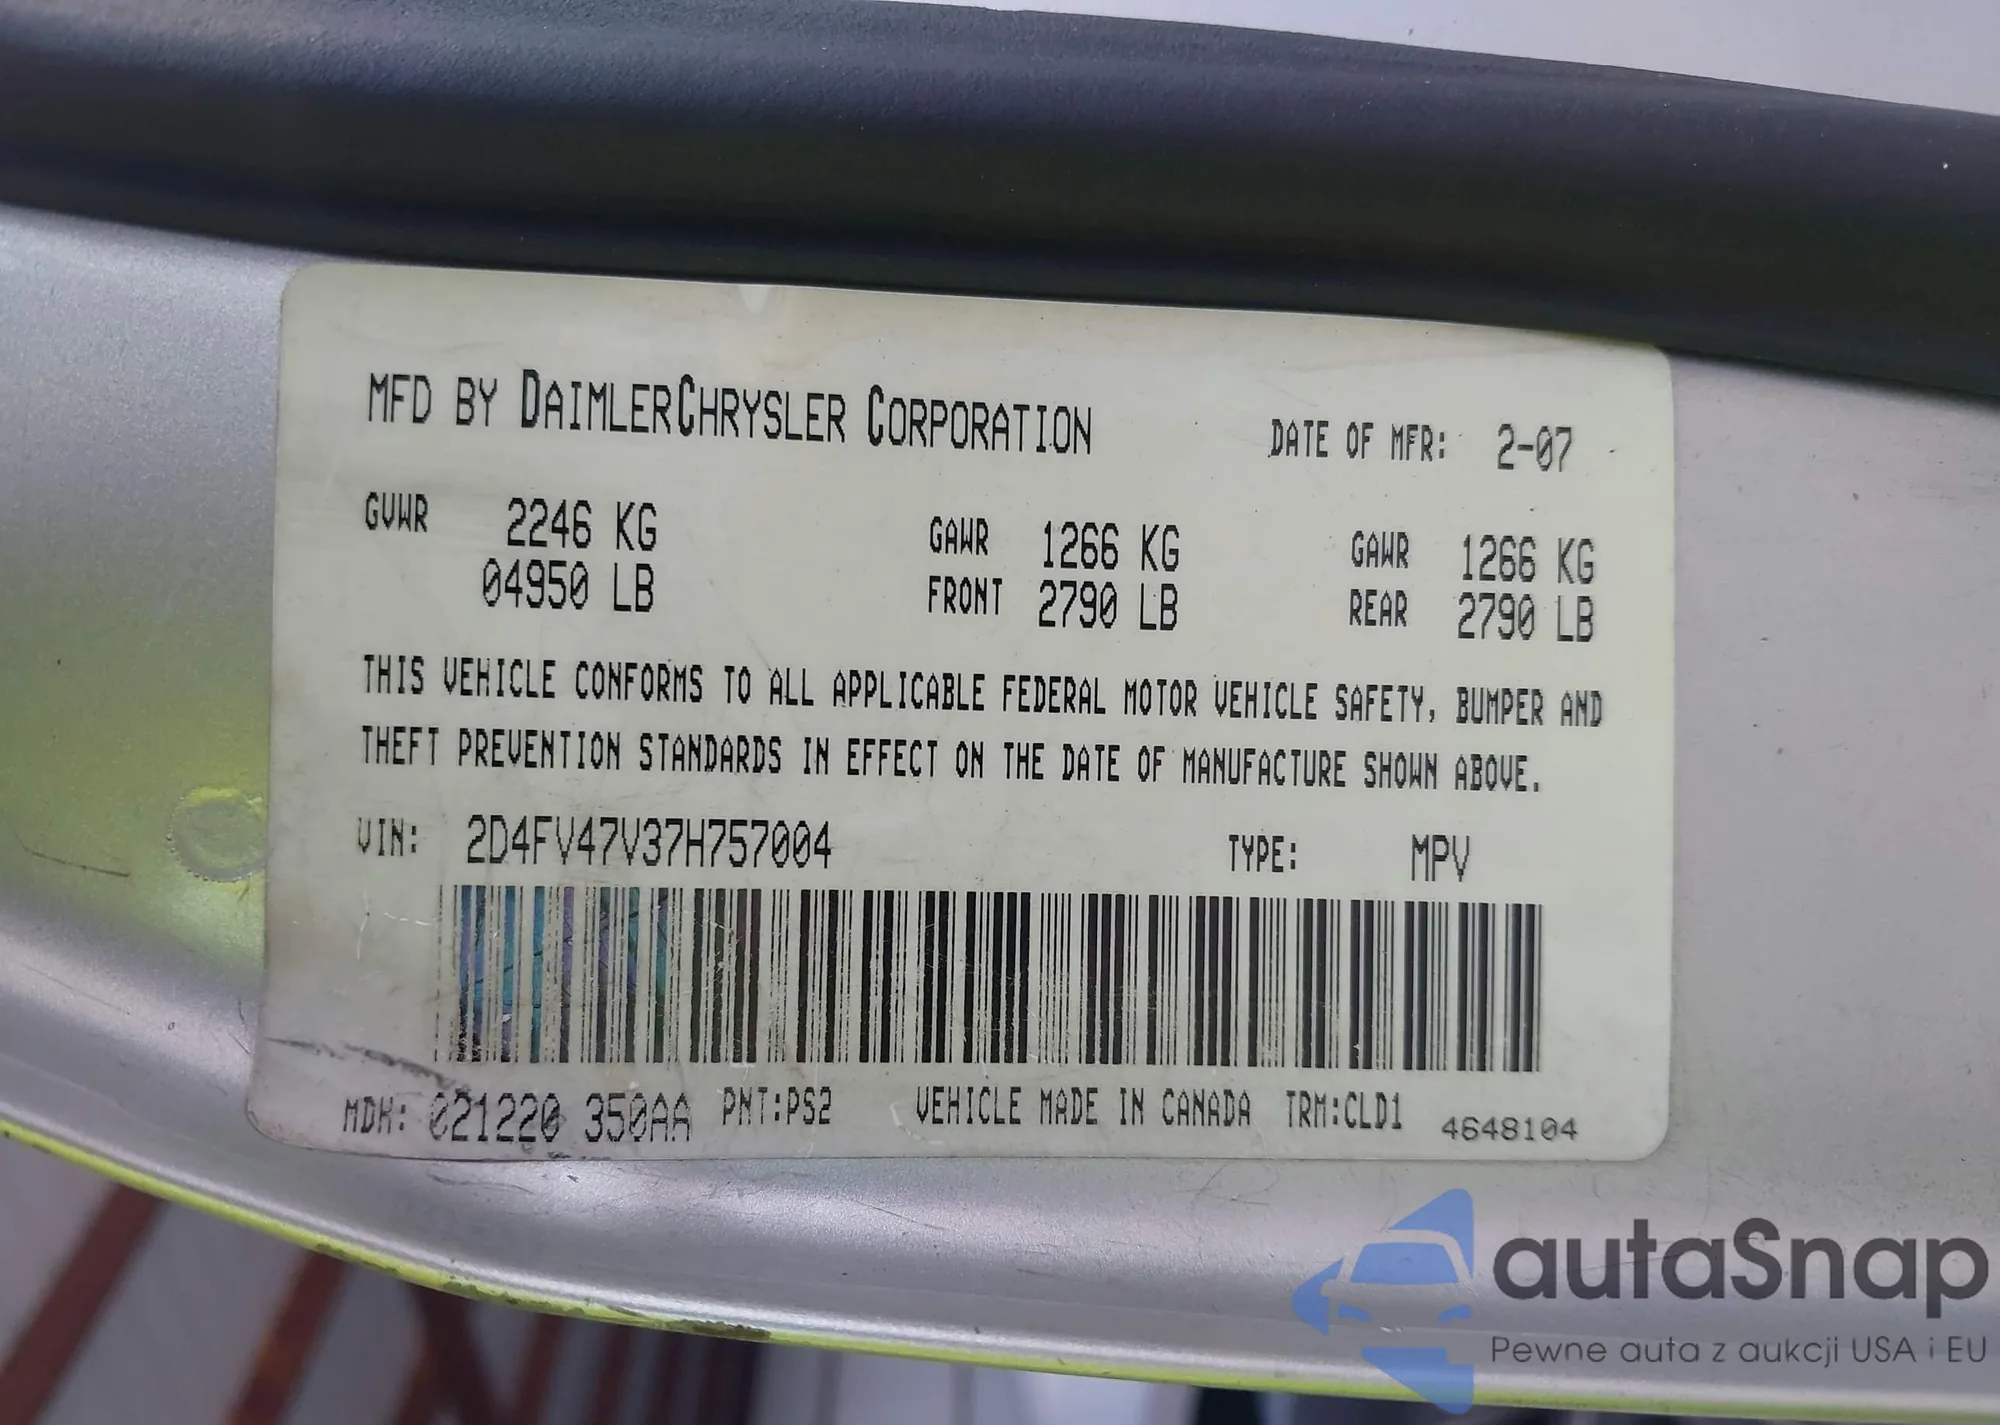 MFD BY DAIMLERCHRYSLER CORPORATION DATE OF MFR: 2-07
GVWR 2246 KG GAWR 1266 KG GAWR 1266 KG
04950 LB FRONT 2790 LB REAR 2790 LB
THIS VEHICLE CONFORMS TO ALL APPLICABLE FEDERAL MOTOR VEHICLE SAFETY, BUMPER AND
THEFT PREVENTION STANDARDS IN EFFECT ON THE DATE OF MANUFACTURE SHOWN ABOVE.
VIN: 2D4FV47V37H757004 TYPE: MPV
MDH: 021220 350AA PNT:PS2 VEHICLE MADE IN CANADA TRM:CLD1 4648104
autaSnap
Pewne auta z aukcji USA i EU